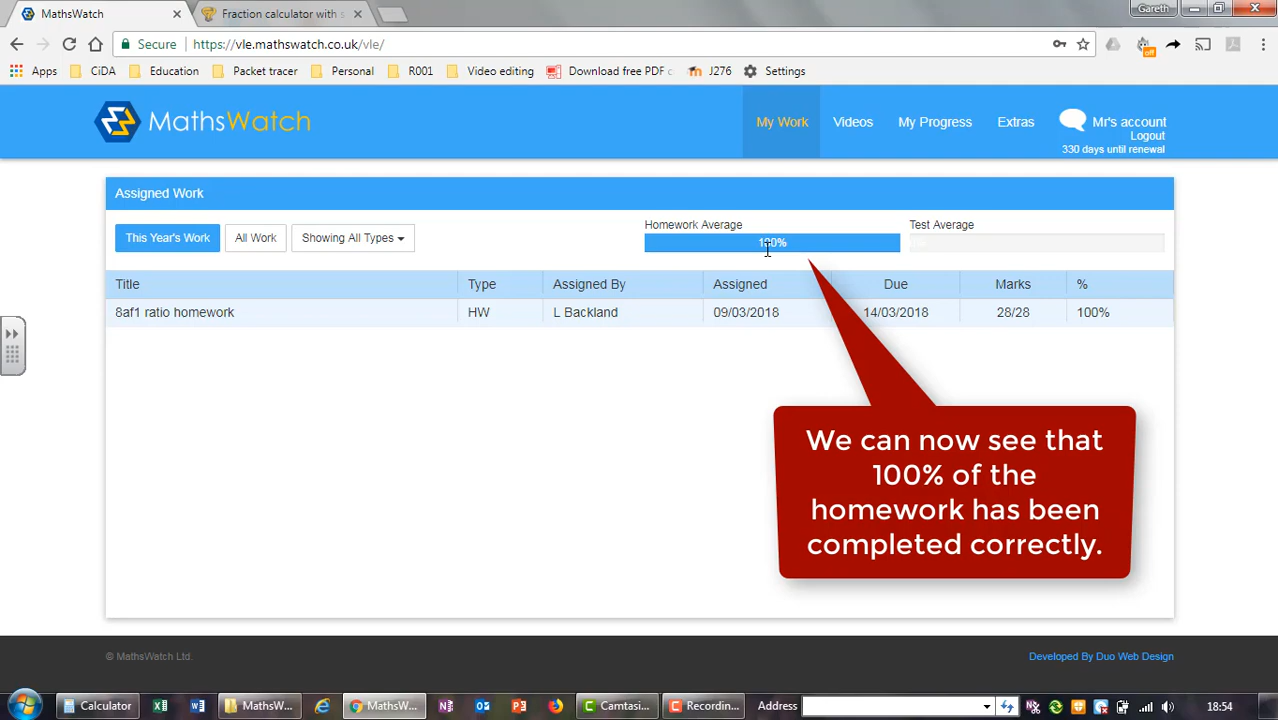 MathsWatch
Fraction calculator with s
Gareth
Secure
https://vle.mathswatch.co.uk/vle/
off
Apps
CiDA
Education
Packet tracer
Personal
R001
Video editing
Download free PDF c
J276
Settings
MathsWatch
My Work
Videos
My Progress
Extras
Mr's account
Logout
330 days until renewal
Assigned Work
This Year's Work
All Work
Showing All Types
Homework Average
100%
Test Average
Title Type Assigned By Assigned Due Marks %
8af1 ratio homework HW L Backland 09/03/2018 14/03/2018 28/28 100%
We can now see that
100% of the
homework has been
completed correctly.
© MathsWatch Ltd.
Developed By Duo Web Design
Calculator
MathsW...
MathsW...
Camtasi...
Recordin...
Address
18:54